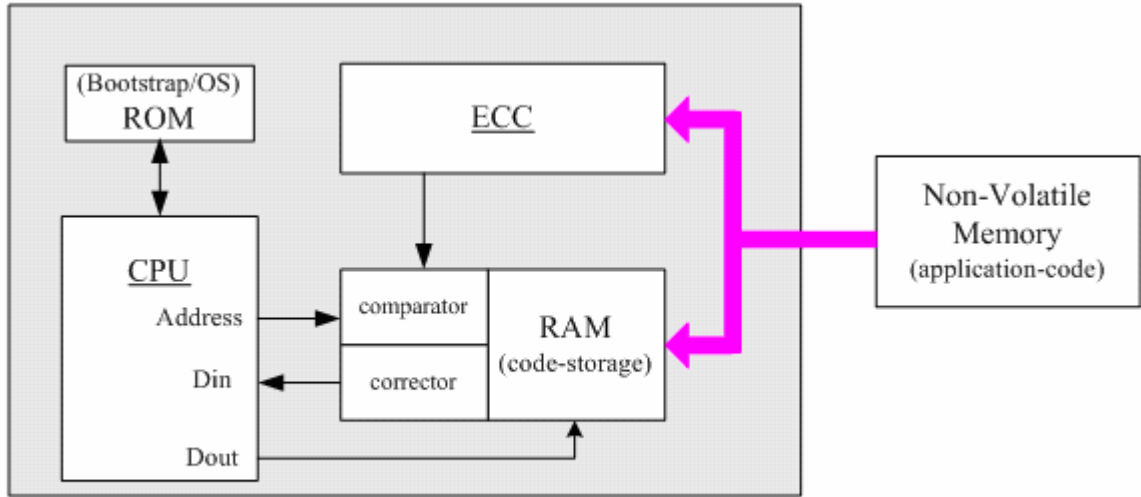 (Bootstrap/OS)
ROM
ECC
CPU
Address
Din
Dout
comparator
corrector
RAM
(code-storage)
Non-Volatile
Memory
(application-code)